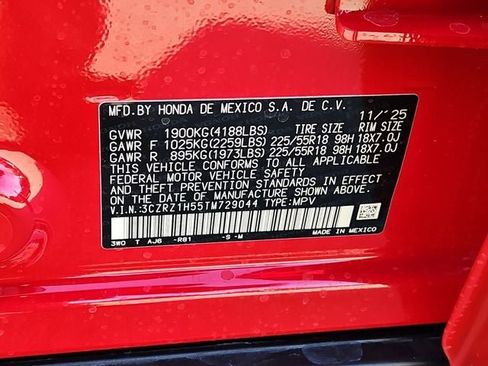 MFD.BY HONDA DE MEXICO S.A. DE C.V. 11/'25
GVWR 1900KG(4188LBS) TIRE SIZE RIM SIZE
GAWR F 1025KG(2259LBS) 225/55R18 98H 18X7.0J
GAWR R 895KG(1973LBS) 225/55R18 98H 18X7.0J
THIS VEHICLE CONFORMS TO ALL APPLICABLE
FEDERAL MOTOR VEHICLE SAFETY
AND THEFT PREVENTION STANDARDS IN EFFECT
ON THE DATE OF MANUFACTURE SHOWN ABOVE.
V.I.N:3CZRZ1H55TM729044 TYPE:MPV
3W0 T AJ6 -R81 -S -M MADE IN MEXICO